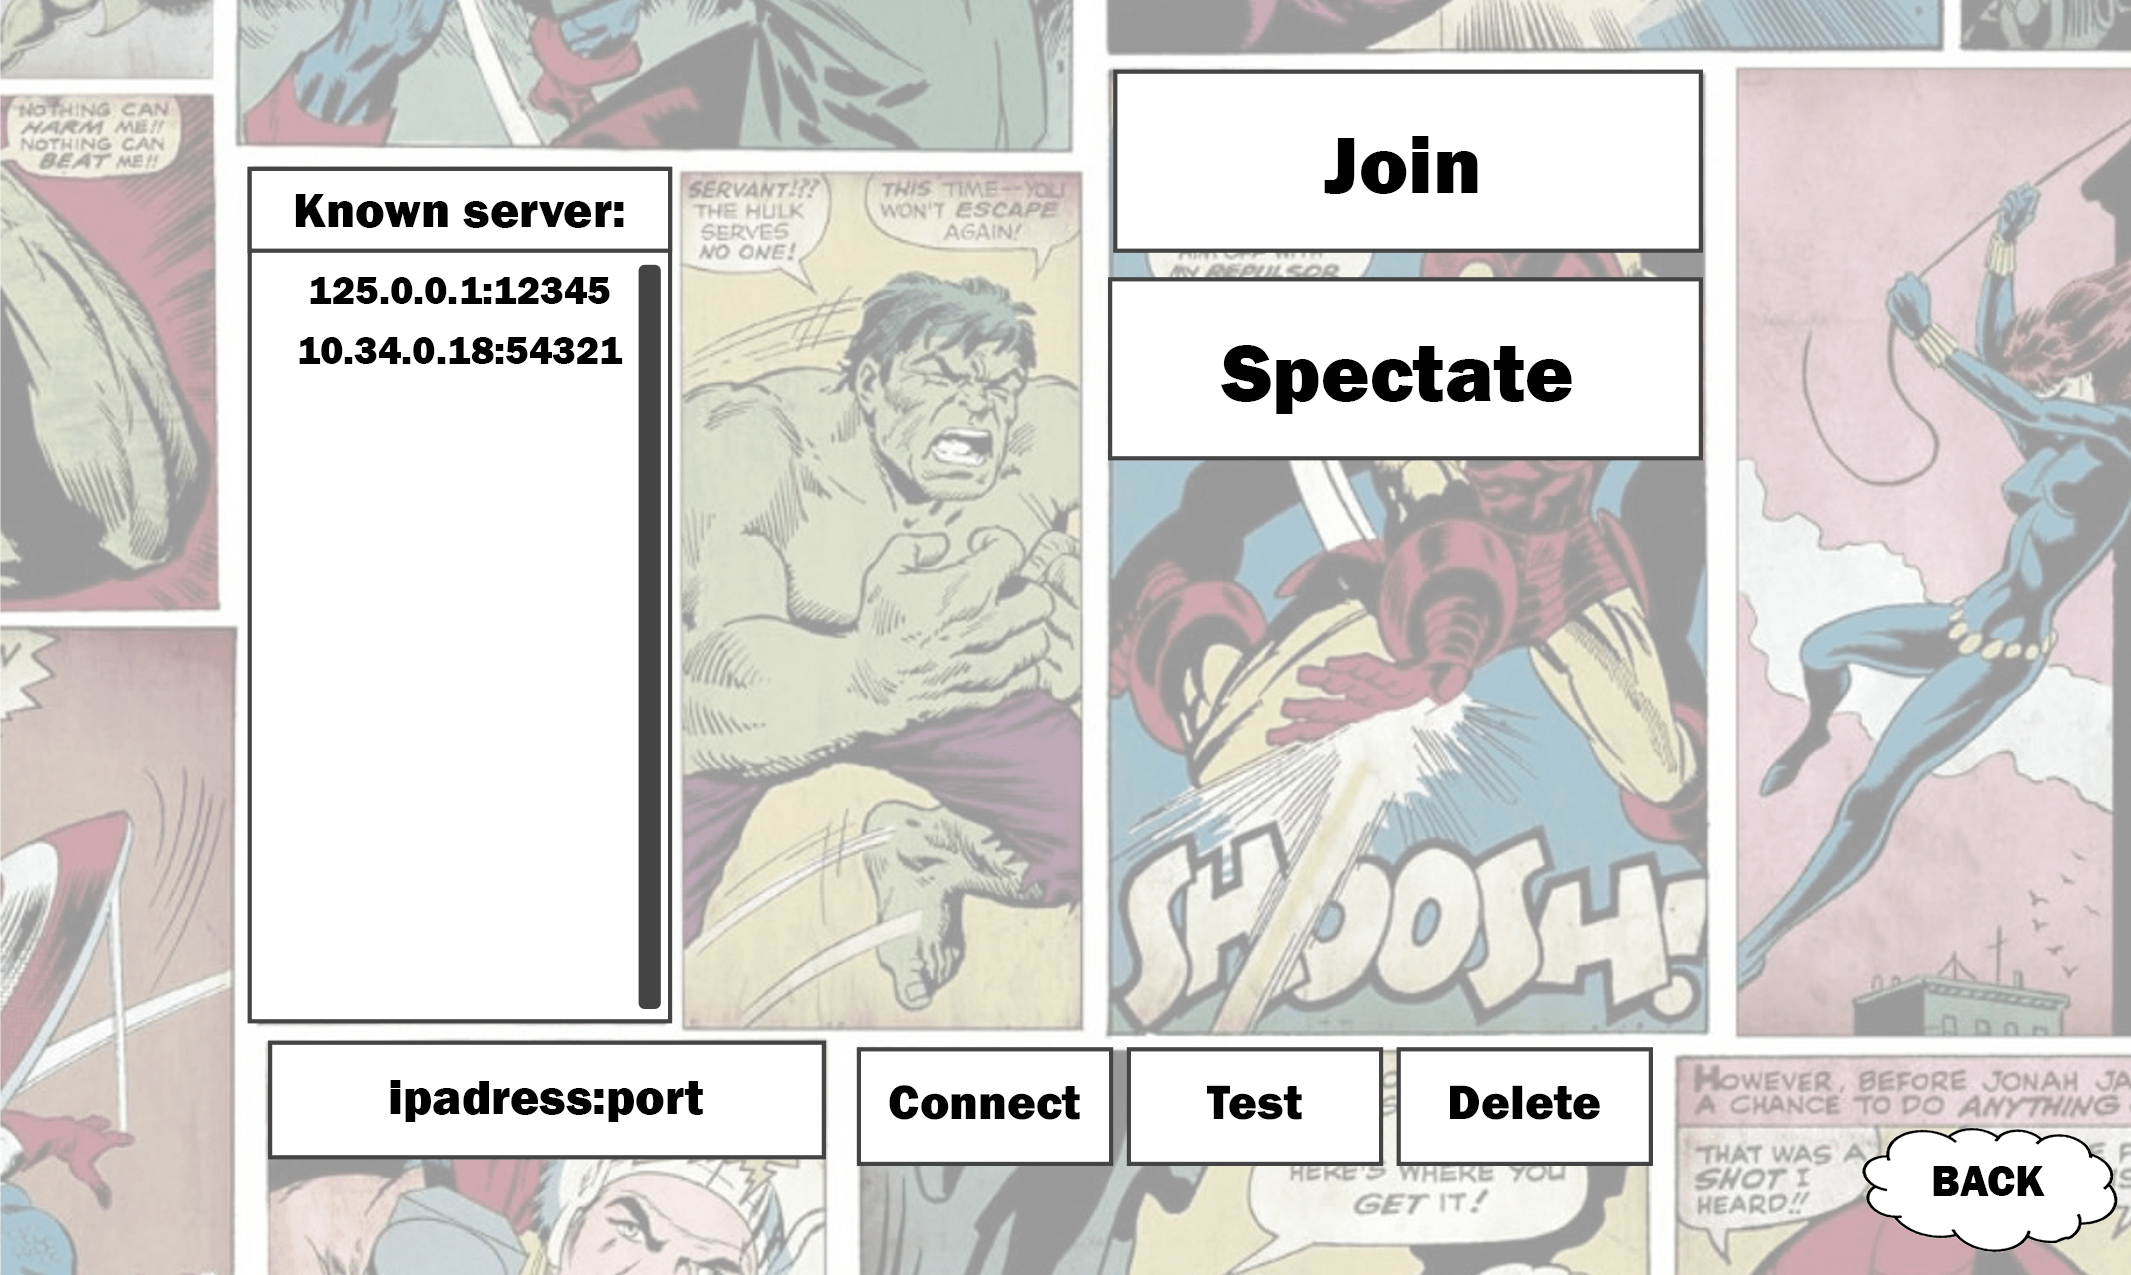 NOTHING CAN
HARM ME!!
NOTHING CAN
BEAT ME!!
Known server:
125.0.0.1:12345
10.34.0.18:54321
SERVANT!??
THE HULK
SERVES
NO ONE!
THIS TIME--YOU
WON'T ESCAPE
AGAIN!
Join
MY REPULSOR
Spectate
SHOOSH!
ipadress:port
Connect
Test
Delete
HERE'S WHERE YOU
GET IT!
HOWEVER, BEFORE JONAH
A CHANCE TO DO ANYTHING
THAT WAS A
SHOT I
HEARD!!
BACK